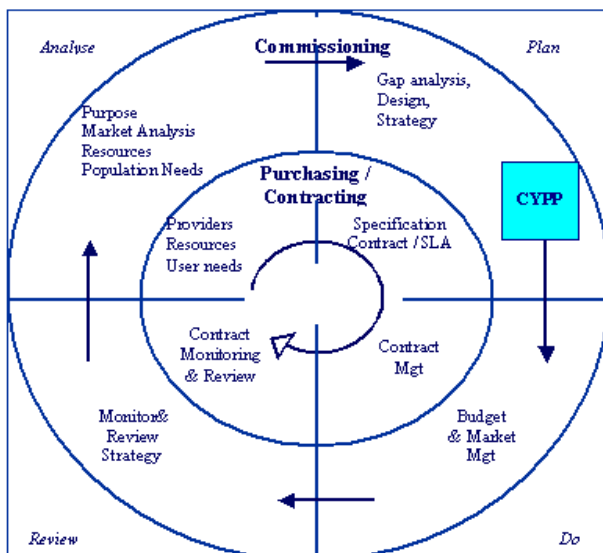 Analyse
Commissioning
Plan
Gap analysis,
Design,
Strategy
Purpose
Market Analysis
Resources
Population Needs
CYPP
Purchasing /
Contracting
Providers
Resources
User needs
Specification
Contract / SLA
Contract
Monitoring
& Review
Contract
Mgt
Monitor&
Review
Strategy
Budget
& Market
Mgt
Review
Do